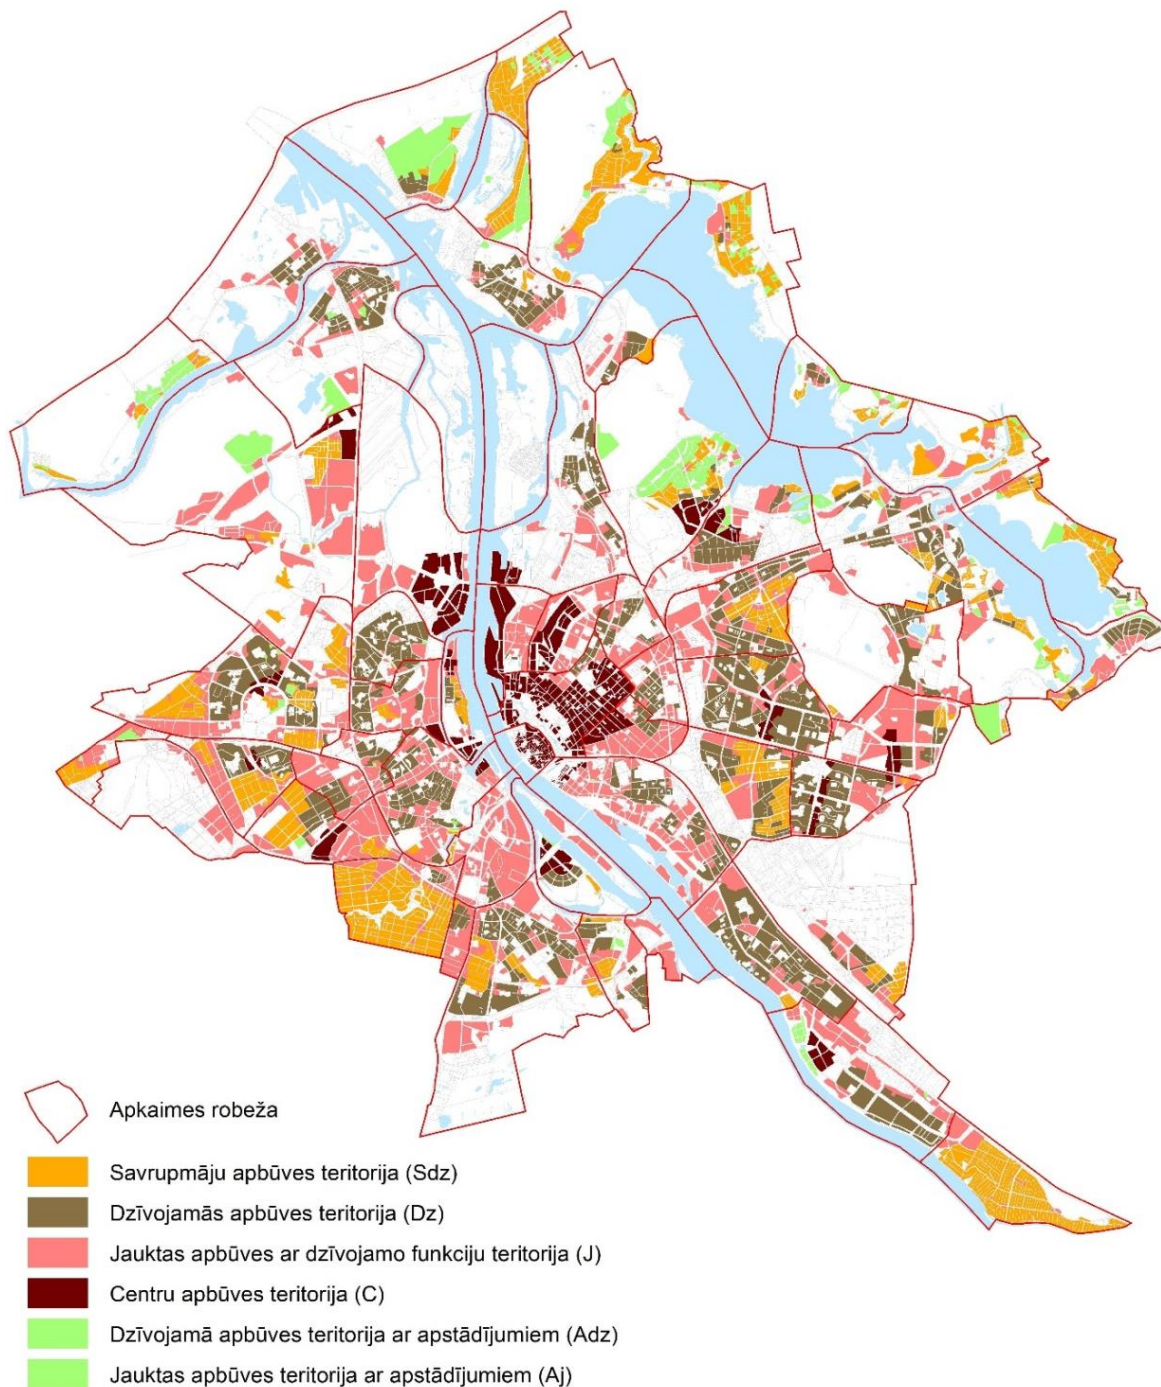 Apkaimes robeža
Savrupmāju apbūves teritorija (Sdz)
Dzīvojamās apbūves teritorija (Dz)
Jauktas apbūves ar dzīvojamo funkciju teritorija (J)
Centru apbūves teritorija (C)
Dzīvojamā apbūves teritorija ar apstādījumiem (Adz)
Jauktas apbūves teritorija ar apstādījumiem (Aj)